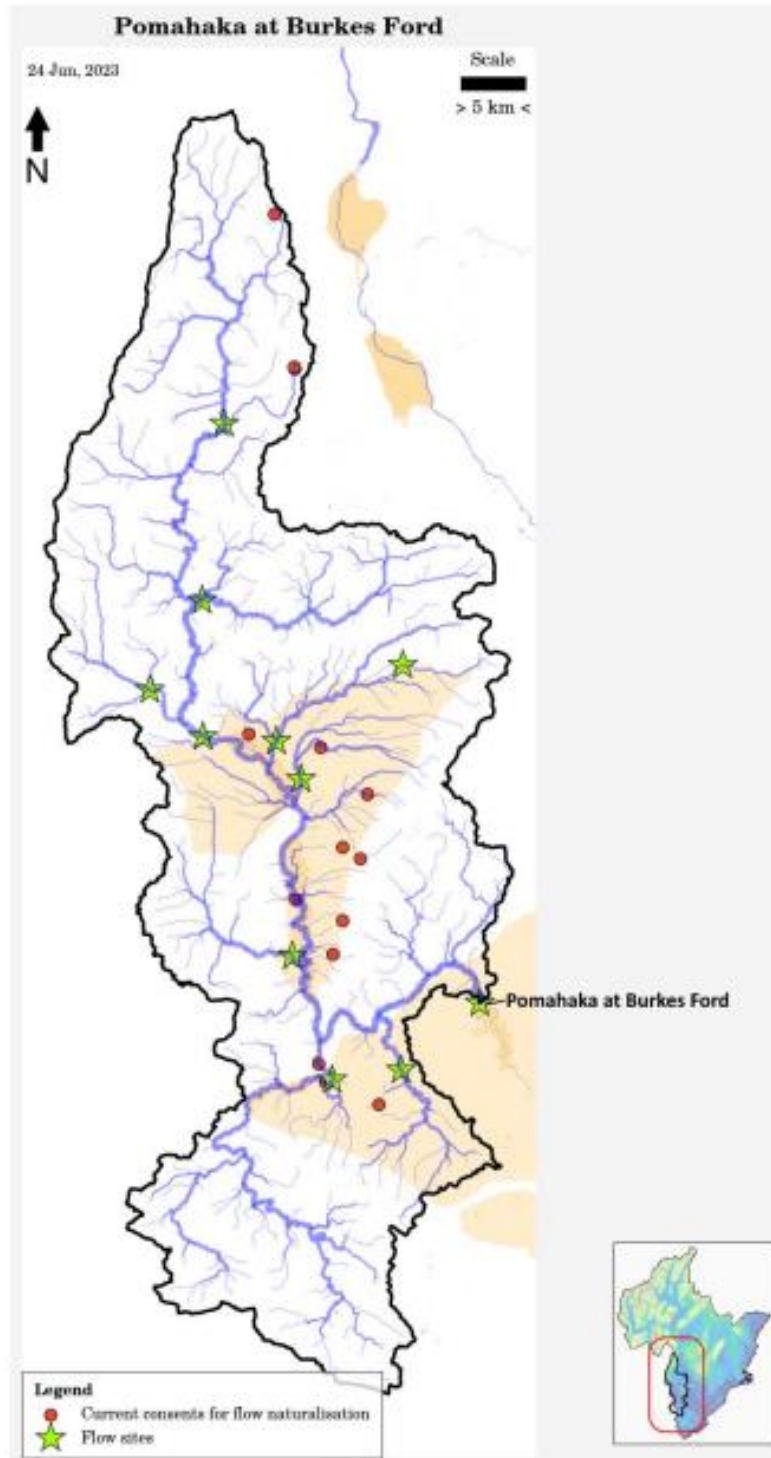 Pomahaka at Burkes Ford
24 Jun, 2023
Scale
> 5 km <
N
Pomahaka at Burkes Ford
Legend
Current consents for flow naturalisation
Flow sites